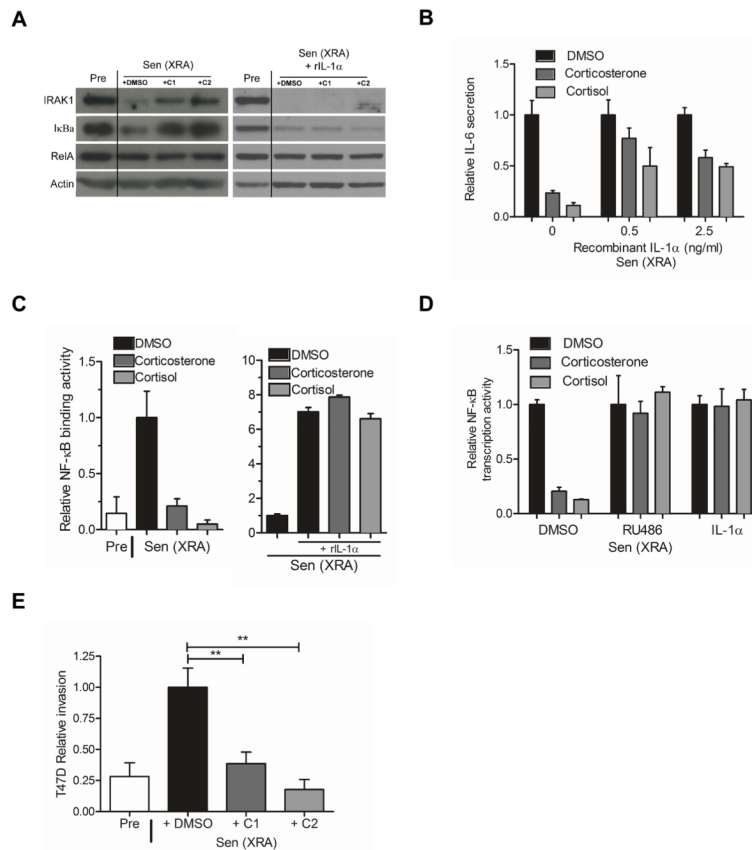 A
Sen (XRA)
Pre
+DMSO
+C1
+C2
Sen (XRA)
+ rIL-1α
Pre
+DMSO
+C1
+C2
IRAK1
IκBa
RelA
Actin
B
DMSO
Corticosterone
Cortisol
Relative IL-6 secretion
1.5
1.0
0.5
0.0
0
0.5
2.5
Recombinant IL-1α (ng/ml)
Sen (XRA)
C
DMSO
Corticosterone
Cortisol
Relative NF-κB binding activity
1.5
1.0
0.5
0.0
Pre
Sen (XRA)
DMSO
Corticosterone
Cortisol
10
8
6
4
2
0
+ rIL-1α
Sen (XRA)
D
DMSO
Corticosterone
Cortisol
Relative NF-κB
transcription activity
1.5
1.0
0.5
0.0
DMSO
RU486
IL-1α
Sen (XRA)
E
T47D Relative invasion
1.25
1.00
0.75
0.50
0.25
0.00
**
**
Pre
+ DMSO
+ C1
+ C2
Sen (XRA)